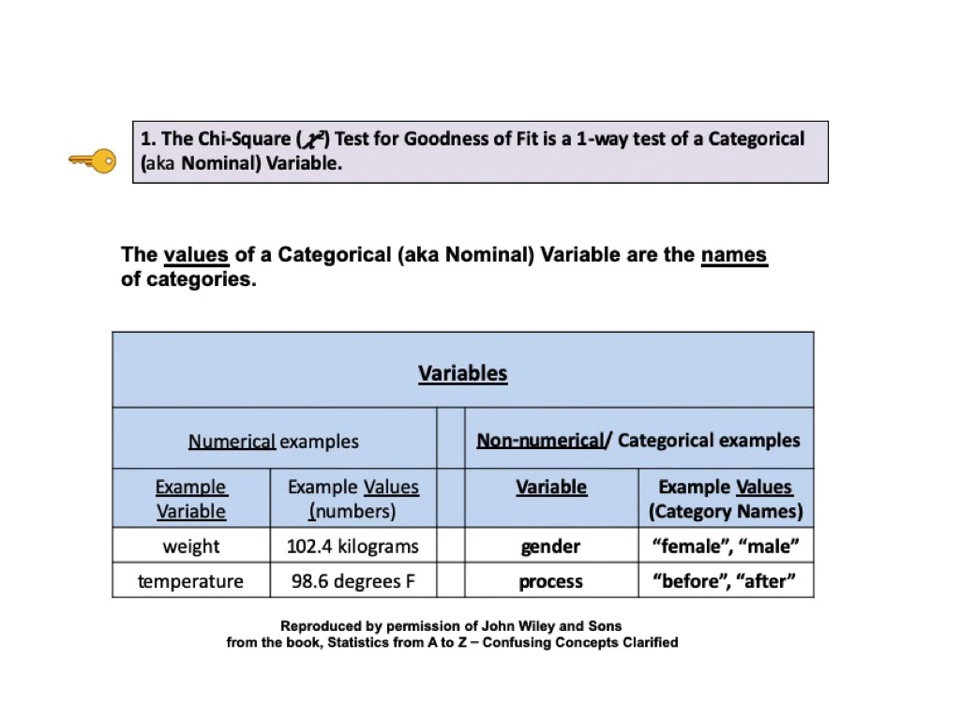 1. The Chi-Square (χ²) Test for Goodness of Fit is a 1-way test of a Categorical
(aka Nominal) Variable.
The values of a Categorical (aka Nominal) Variable are the names
of categories.
Variables
Numerical examples
Non-numerical/ Categorical examples
Example Variable
Example Values (numbers)
Variable
Example Values (Category Names)
weight
102.4 kilograms
gender
“female”, “male”
temperature
98.6 degrees F
process
“before”, “after”
Reproduced by permission of John Wiley and Sons
from the book, Statistics from A to Z – Confusing Concepts Clarified